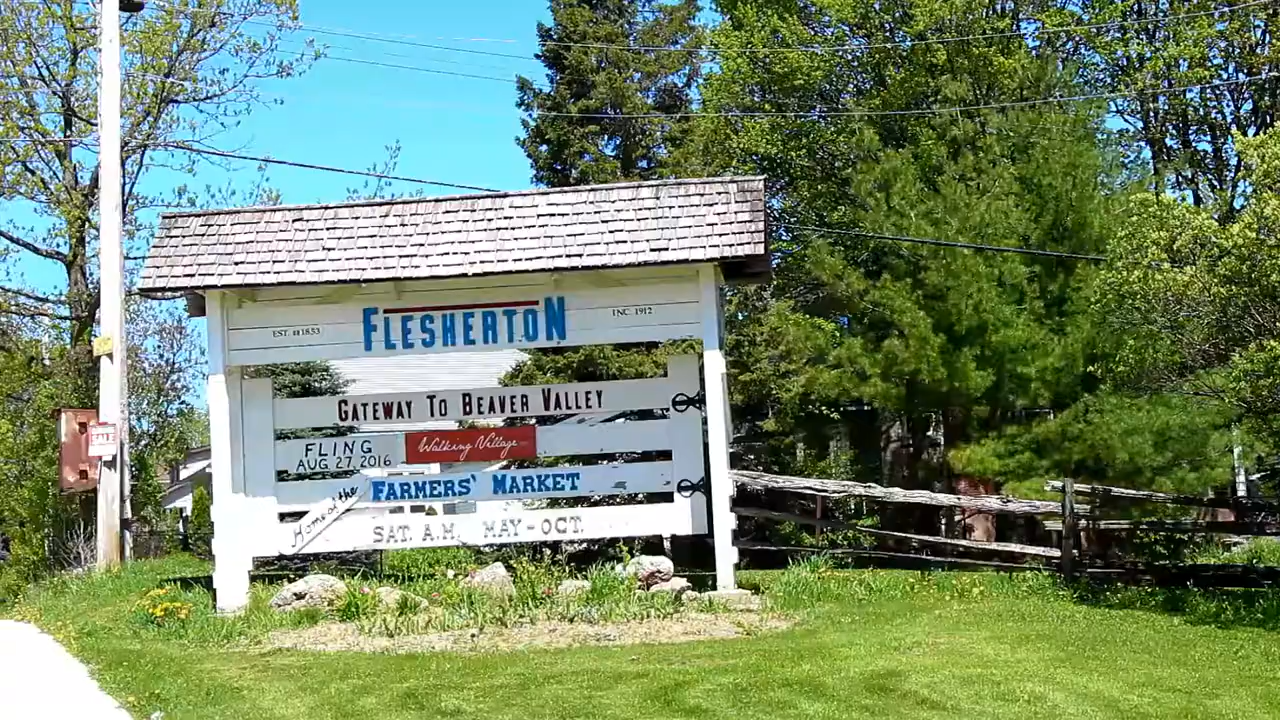 EST. 1853
FLESHERTON
INC. 1912
GATEWAY TO BEAVER VALLEY
FLING
AUG 27, 2016
Walking Village
Home of the
FARMERS' MARKET
SAT. A.M. MAY-OCT.
SALE